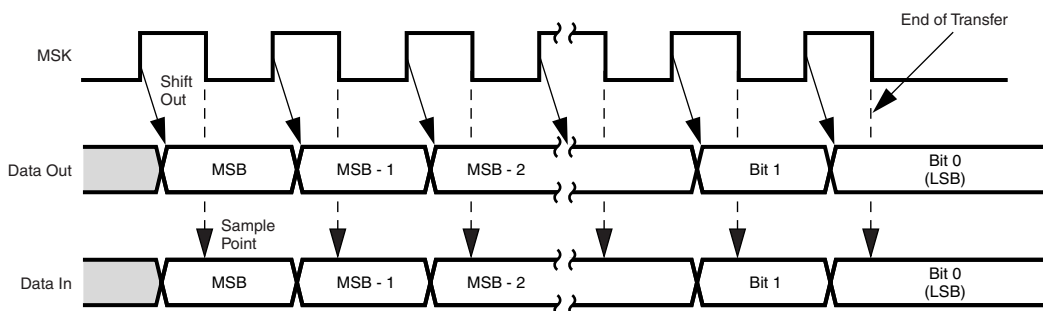 End of Transfer
MSK
Shift
Out
Data Out
MSB
MSB - 1
MSB - 2
Bit 1
Bit 0
(LSB)
Sample
Point
Data In
MSB
MSB - 1
MSB - 2
Bit 1
Bit 0
(LSB)